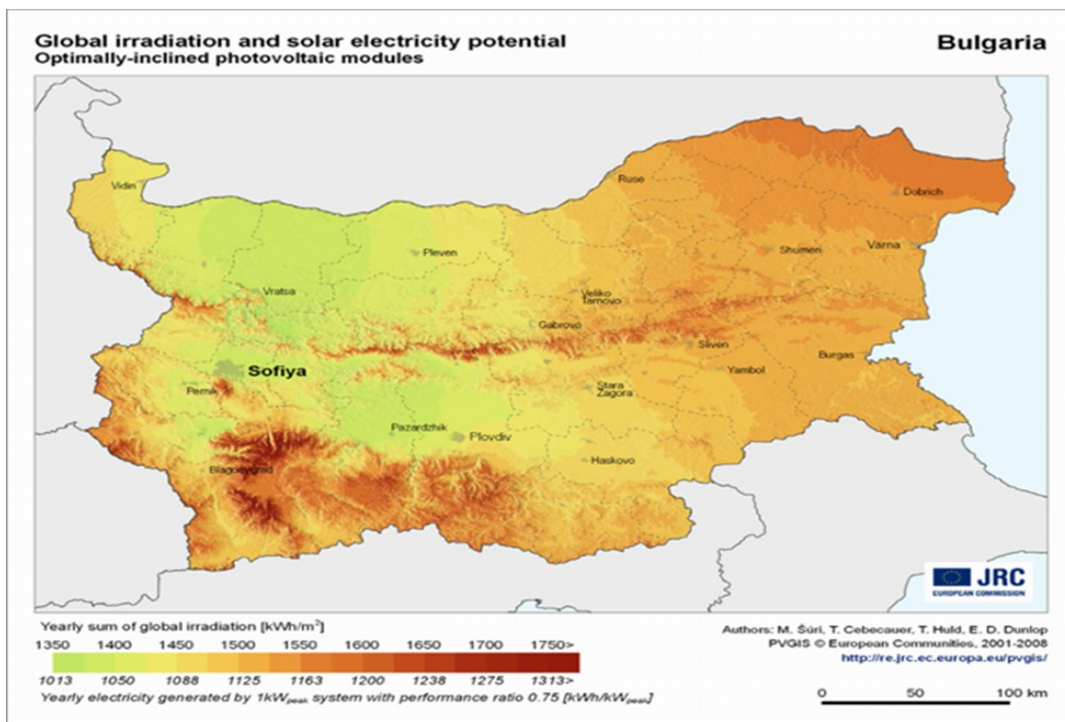 Global irradiation and solar electricity potential
Optimally-inclined photovoltaic modules
Bulgaria
Vidin
Ruse
Dobrich
Pleven
Shumen
Varna
Vratsa
Veliko
Tarnovo
Gabrovo
Sofiya
Sliven
Burgas
Yambol
Pernik
Stara
Zagora
Pazardzhik
Plovdiv
Haskovo
Blagoevgrad
JRC
EUROPEAN COMMISSION
Yearly sum of global irradiation [kWh/m²]
1350 1400 1450 1500 1550 1600 1650 1700 1750>
1013 1050 1088 1125 1163 1200 1238 1275 1313>
Yearly electricity generated by 1kWpeak system with performance ratio 0.75 [kWh/kWpeak]
Authors: M. Šúri, T. Cebecauer, T. Huld, E. D. Dunlop
PVGIS © European Communities, 2001-2008
http://re.jrc.ec.europa.eu/pvgis/
0 50 100 km